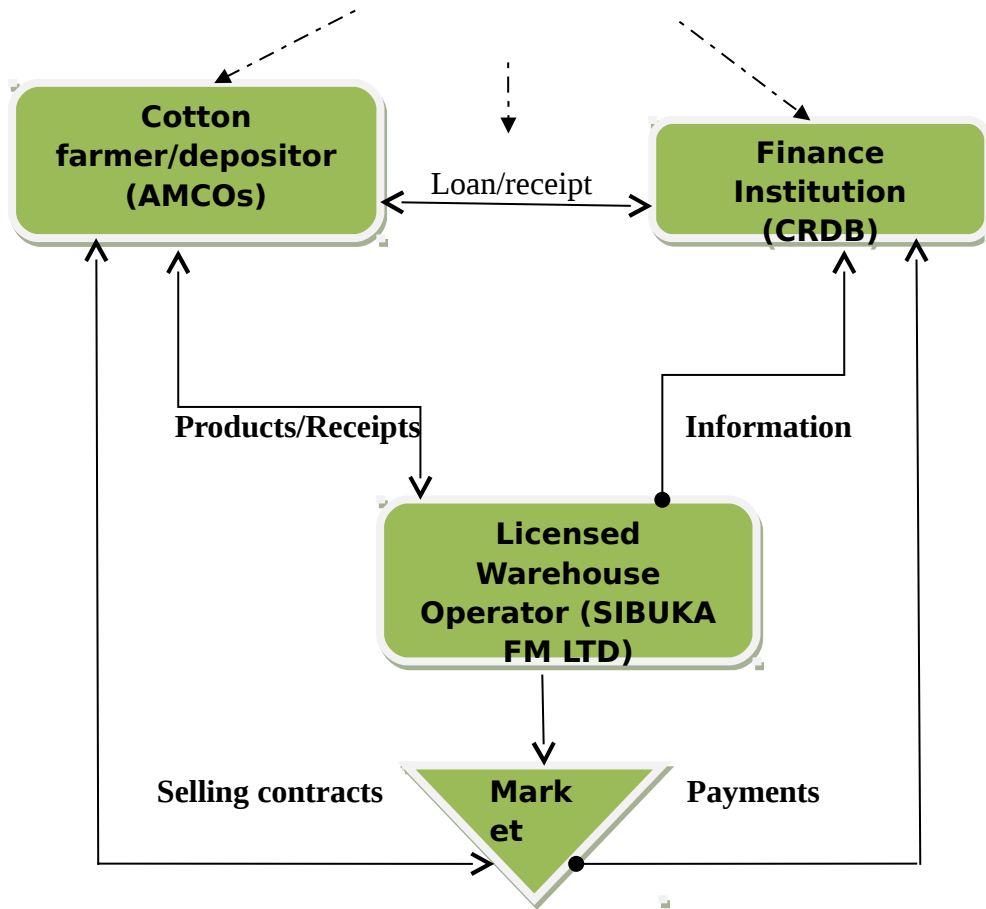 Cotton
farmer/depositor
(AMCOs)
Loan/receipt
Finance
Institution
(CRDB)
Products/Receipts
Information
Licensed
Warehouse
Operator (SIBUKA
FM LTD)
Selling contracts
Mark
et
Payments